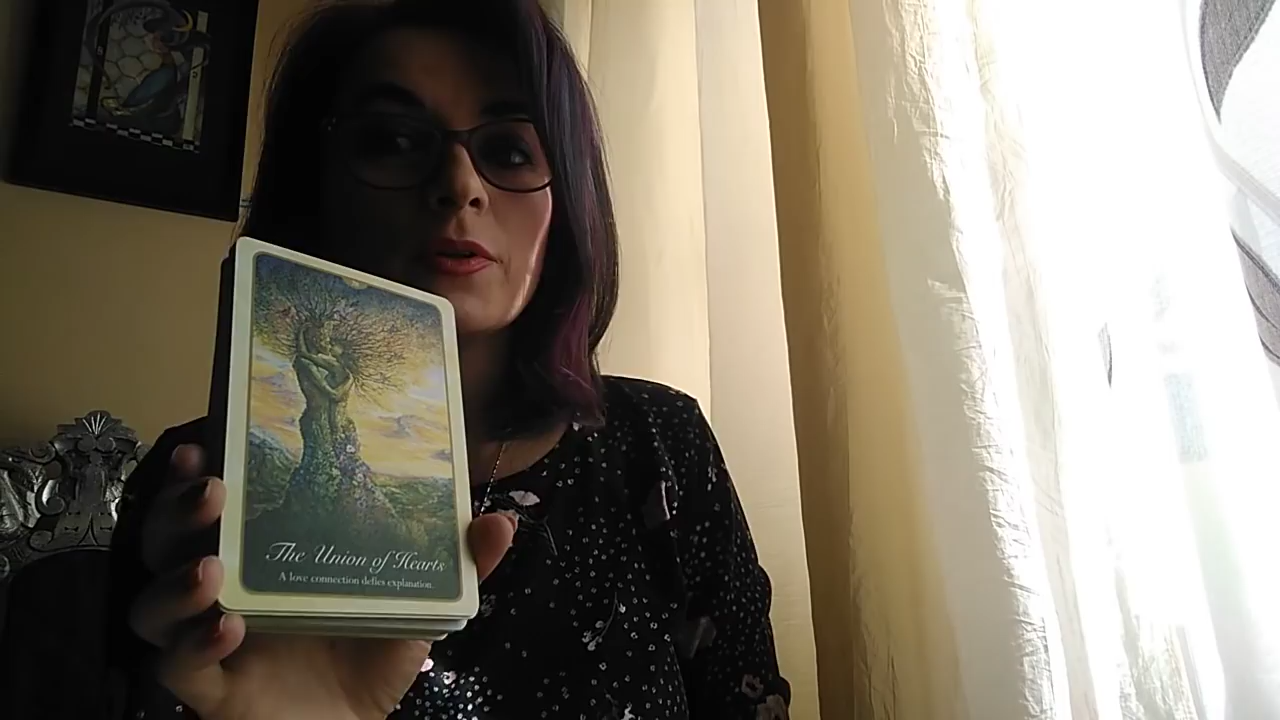 The Union of Hearts
A love connection defies explanation.